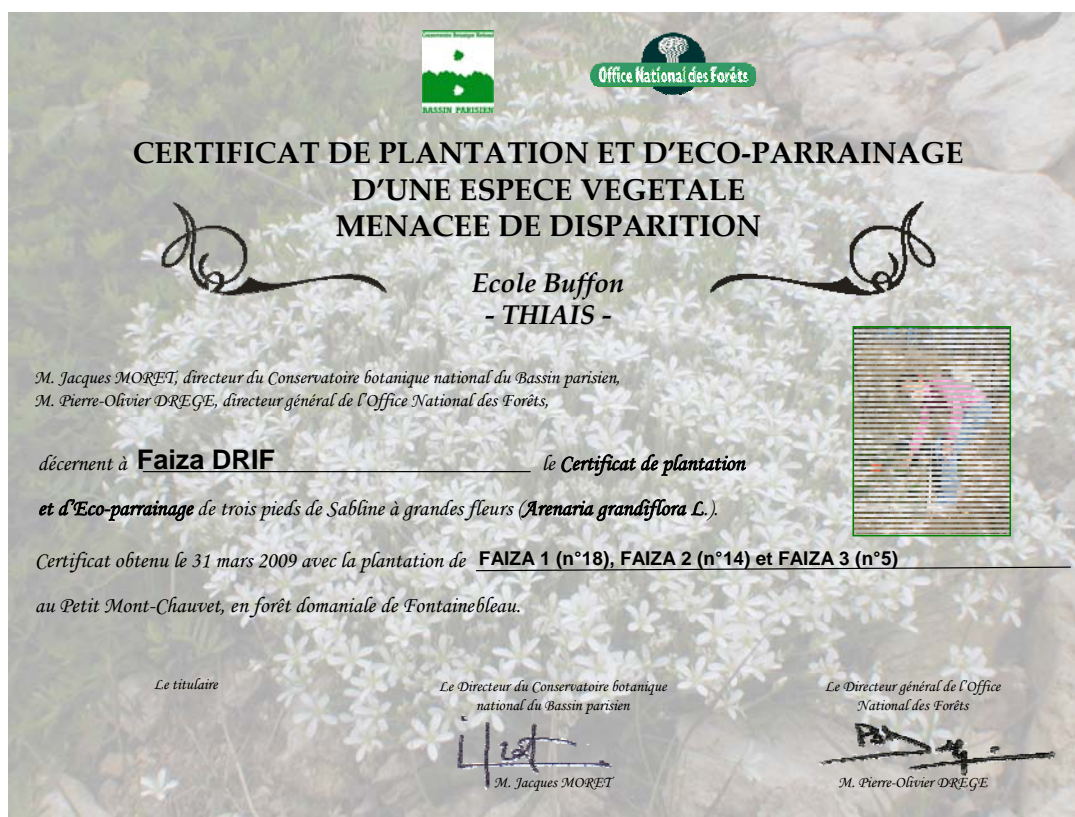 Conservatoire Botanique National
BASSIN PARISIEN
Office National des Forêts
CERTIFICAT DE PLANTATION ET D'ECO-PARRAINAGE
D'UNE ESPECE VEGETALE
MENACEE DE DISPARITION
Ecole Buffon
- THIAIS -
M. Jacques MORET, directeur du Conservatoire botanique national du Bassin parisien,
M. Pierre-Olivier DREGE, directeur général de l'Office National des Forêts,
décernent à Faiza DRIF le Certificat de plantation
et d'Eco-parrainage de trois pieds de Sabline à grandes fleurs (Arenaria grandiflora L.).
Certificat obtenu le 31 mars 2009 avec la plantation de FAIZA 1 (n°18), FAIZA 2 (n°14) et FAIZA 3 (n°5)
au Petit Mont-Chauvet, en forêt domaniale de Fontainebleau.
Le titulaire
Le Directeur du Conservatoire botanique
national du Bassin parisien
M. Jacques MORET
Le Directeur général de l'Office
National des Forêts
M. Pierre-Olivier DREGE